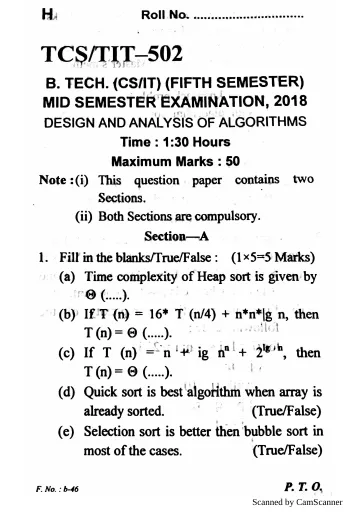 H
Roll No. ................................
TCS/TIT–502
B. TECH. (CS/IT) (FIFTH SEMESTER)
MID SEMESTER EXAMINATION, 2018
DESIGN AND ANALYSIS OF ALGORITHMS
Time : 1:30 Hours
Maximum Marks : 50
Note : (i) This question paper contains two
Sections.
(ii) Both Sections are compulsory.
Section—A
1. Fill in the blanks/True/False : (1×5=5 Marks)
(a) Time complexity of Heap sort is given by
Θ (.....).
(b) If T (n) = 16* T (n/4) + n*n*lg n, then
T (n) = Θ (.....).
(c) If T (n) = n + lg nⁿ + 2^lg n, then
T (n) = Θ (.....).
(d) Quick sort is best algorithm when array is
already sorted. (True/False)
(e) Selection sort is better then bubble sort in
most of the cases. (True/False)
F. No. : b-46
P. T. O.
Scanned by CamScanner